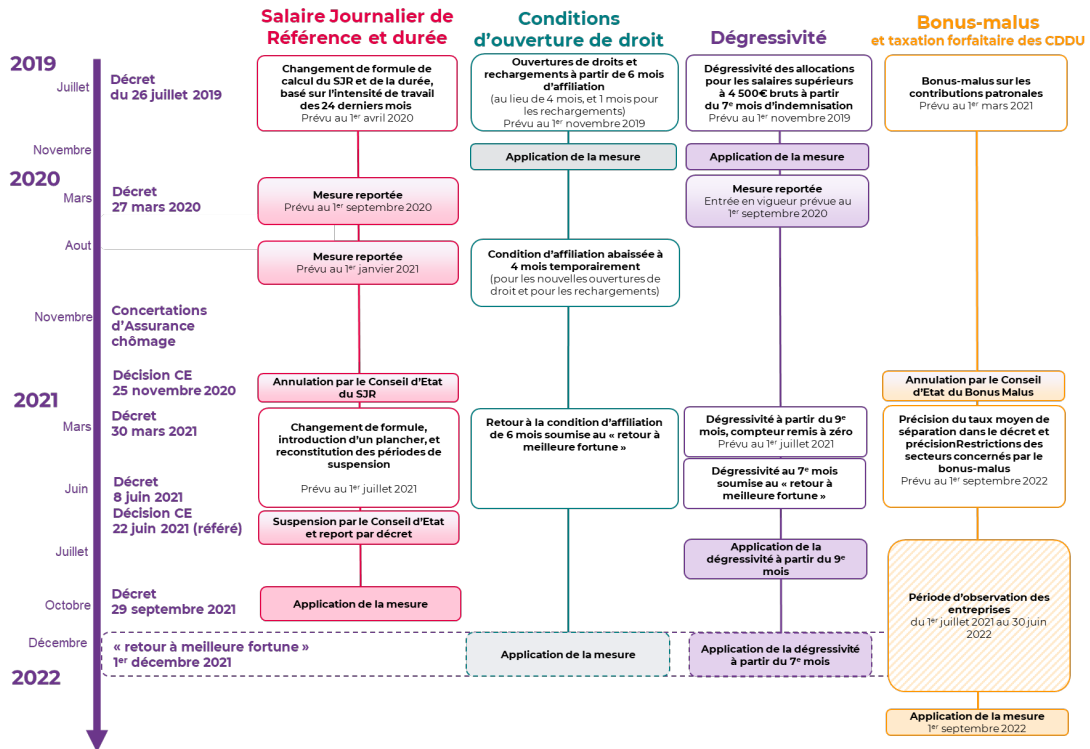 Salaire Journalier de
Référence et durée
Conditions
d'ouverture de droit
Dégressivité
Bonus-malus
et taxation forfaitaire des CDDU
2019
Juillet
Décret
du 26 juillet 2019
Changement de formule de
calcul du SJR et de la durée,
basé sur l'intensité de travail
des 24 derniers mois
Prévu au 1er avril 2020
Ouvertures de droits et
rechargements à partir de 6 mois
d'affiliation
(au lieu de 4 mois, et 1 mois pour
les rechargements)
Prévu au 1er novembre 2019
Dégressivité des allocations
pour les salaires supérieurs
à 4 500€ bruts à partir
du 7e mois d'indemnisation
Prévu au 1er novembre 2019
Bonus-malus sur les
contributions patronales
Prévu au 1er mars 2021
Novembre
Application de la mesure
Application de la mesure
2020
Mars
Décret
27 mars 2020
Mesure reportée
Prévu au 1er septembre 2020
Mesure reportée
Entrée en vigueur prévue au
1er septembre 2020
Aout
Mesure reportée
Prévu au 1er janvier 2021
Condition d'affiliation abaissée à
4 mois temporairement
(pour les nouvelles ouvertures de
droit et pour les rechargements)
Novembre
Concertations
d'Assurance
chômage
Décision CE
25 novembre 2020
Annulation par le Conseil d'Etat
du SJR
Annulation par le Conseil
d'Etat du Bonus Malus
2021
Mars
Décret
30 mars 2021
Changement de formule,
introduction d'un plancher, et
reconstitution des périodes de
suspension
Prévu au 1er juillet 2021
Retour à la condition d'affiliation
de 6 mois soumise au « retour à
meilleure fortune »
Dégressivité à partir du 9e
mois, compteur remis à zéro
Prévu au 1er juillet 2021
Dégressivité au 7e mois
soumise au « retour à
meilleure fortune »
Précision du taux moyen de
séparation dans le décret et
précisionRestrictions des
secteurs concernés par le
bonus-malus
Prévu au 1er septembre 2022
Juin
Décret
8 juin 2021
Décision CE
22 juin 2021 (référé)
Suspension par le Conseil d'Etat
et report par décret
Juillet
Application de la
dégressivité à partir du 9e
mois
Période d'observation des
entreprises
du 1er juillet 2021 au 30 juin
2022
Octobre
Décret
29 septembre 2021
Application de la mesure
Décembre
« retour à meilleure fortune »
1er décembre 2021
Application de la mesure
Application de la dégressivité
à partir du 7e mois
2022
Application de la mesure
1er septembre 2022